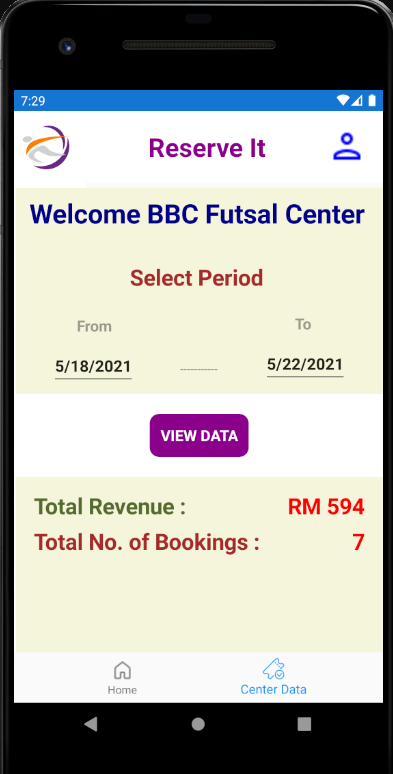 7:29
Reserve It
Welcome BBC Futsal Center
Select Period
From To
5/18/2021 ----------- 5/22/2021
VIEW DATA
Total Revenue : RM 594
Total No. of Bookings : 7
Home Center Data